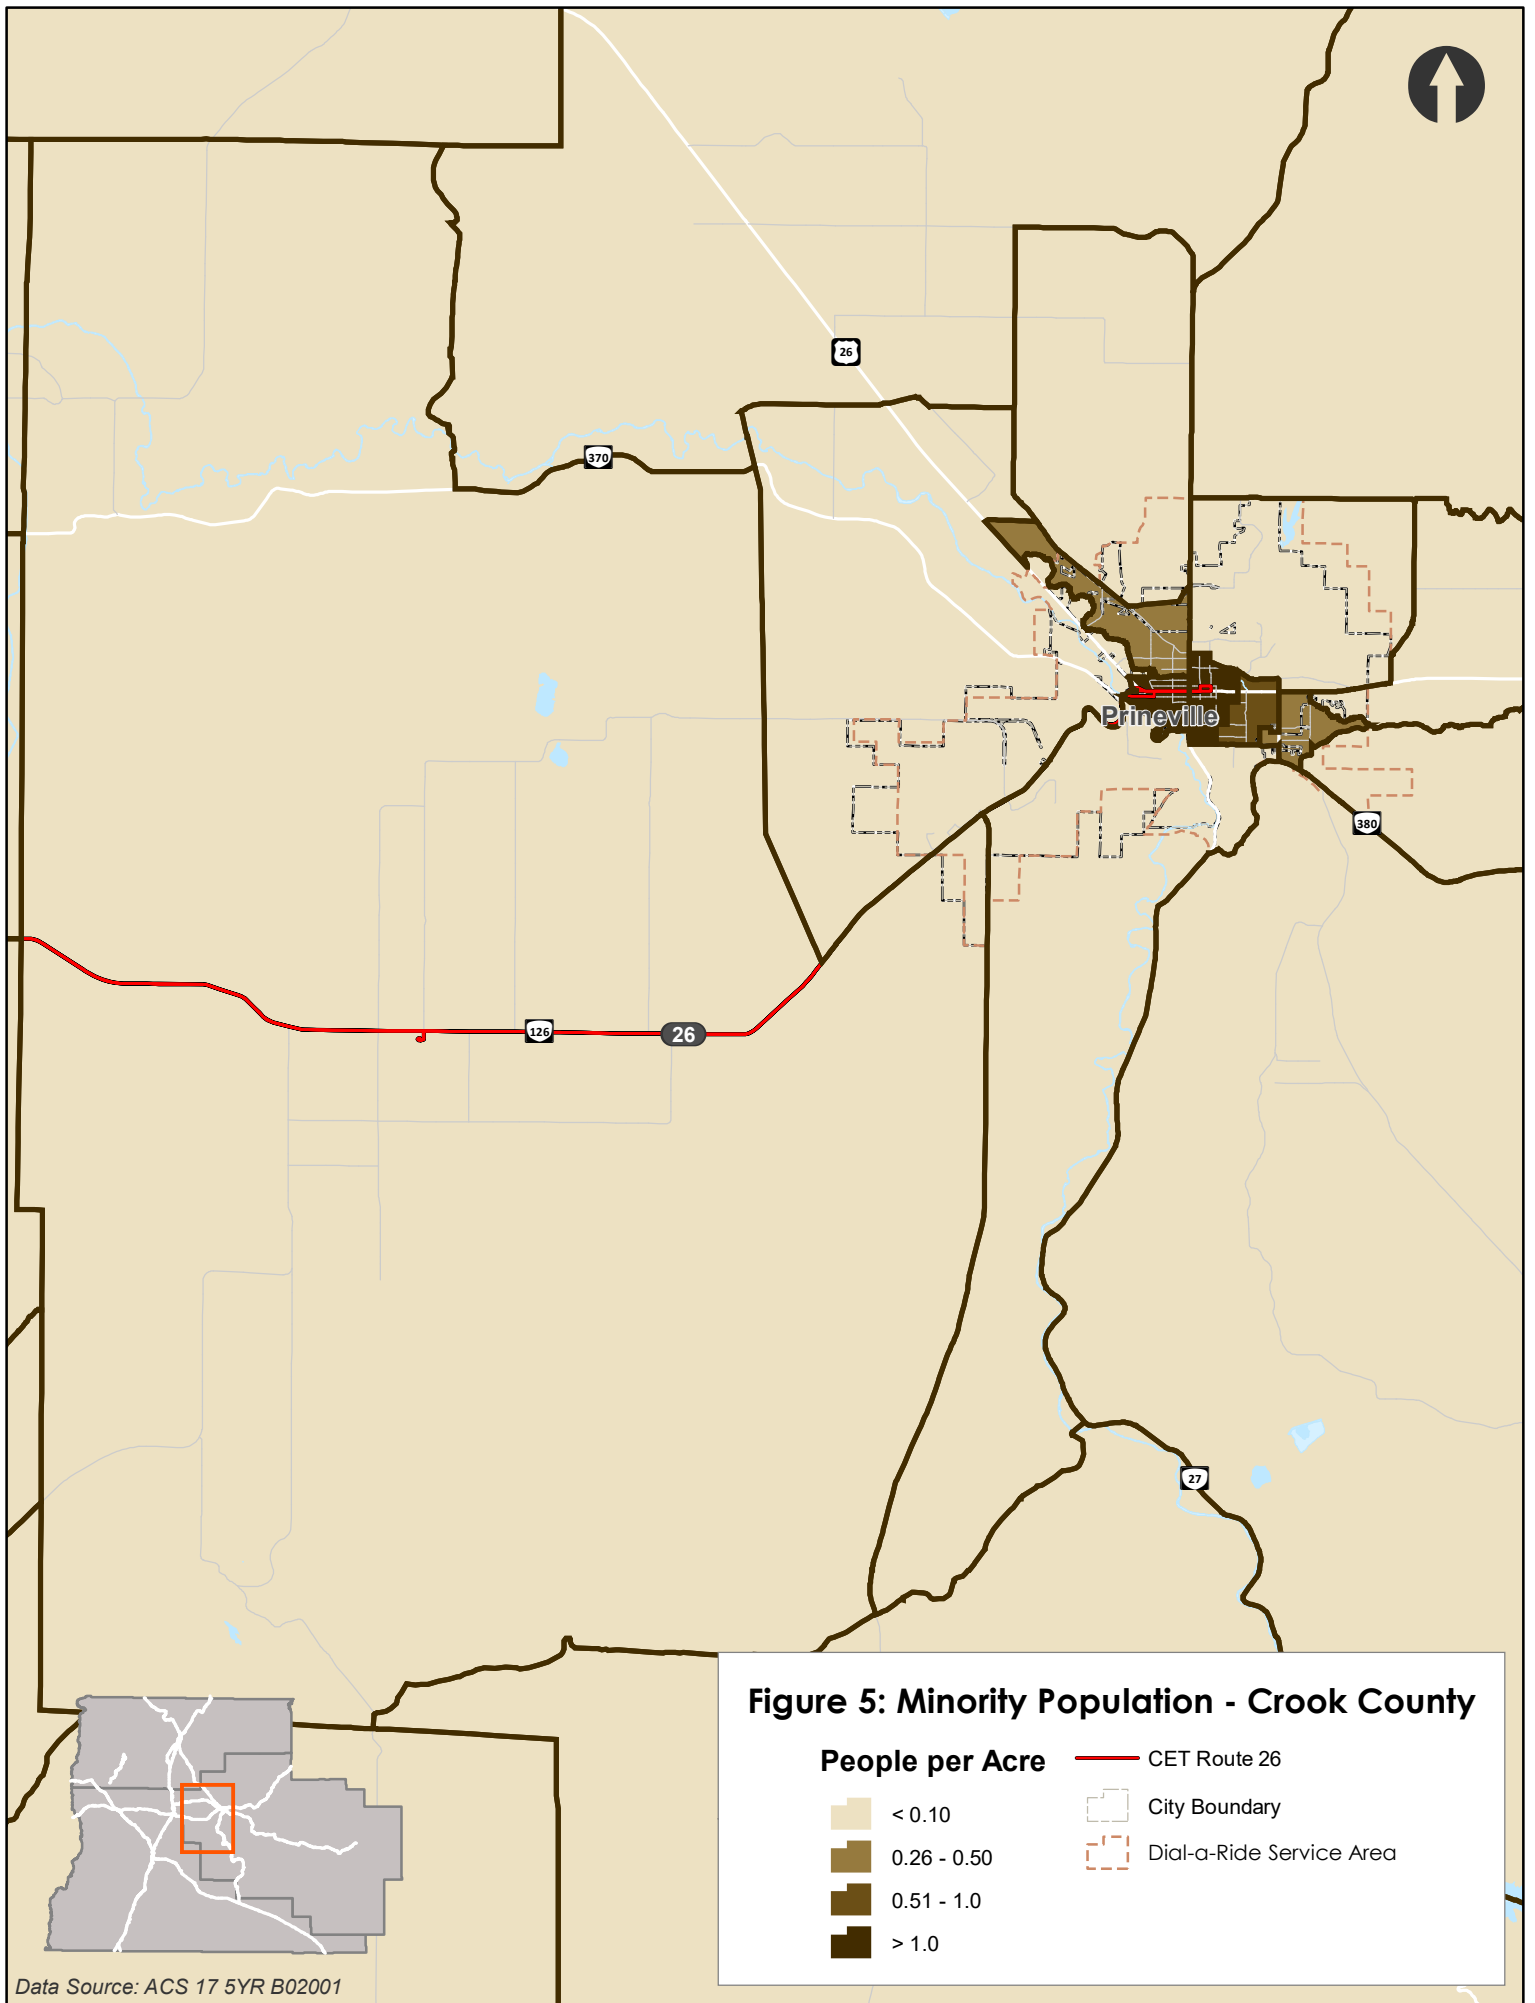 26
370
Prineville
380
126
26
27
Figure 5: Minority Population - Crook County
People per Acre
< 0.10
0.26 - 0.50
0.51 - 1.0
> 1.0
CET Route 26
City Boundary
Dial-a-Ride Service Area
Data Source: ACS 17 5YR B02001